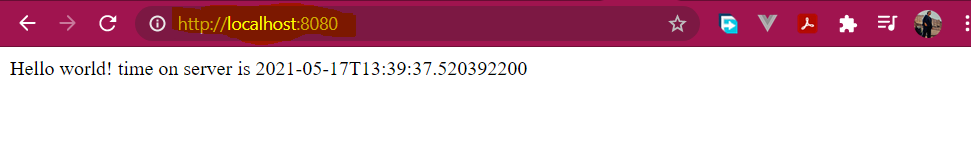 http://localhost:8080
Hello world! time on server is 2021-05-17T13:39:37.520392200